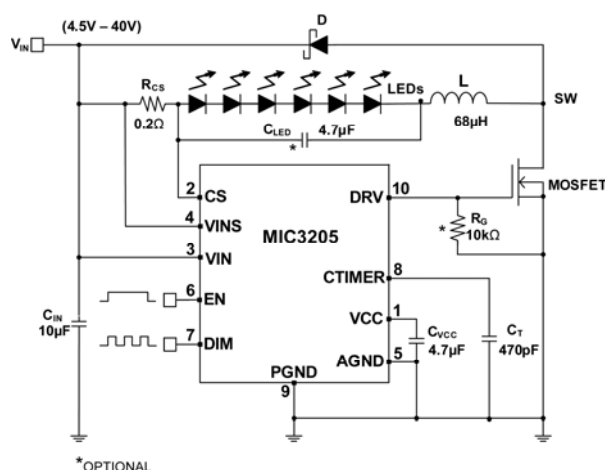 D
(4.5V – 40V)
VIN
RCS
0.2Ω
LEDs
L
68µH
SW
CLED
4.7µF
*
MOSFET
2
CS
4
VINS
3
VIN
6
EN
7
DIM
MIC3205
DRV
10
CTIMER
8
VCC
1
AGND
5
PGND
9
*
RG
10kΩ
CIN
10µF
CVCC
4.7µF
CT
470pF
*OPTIONAL